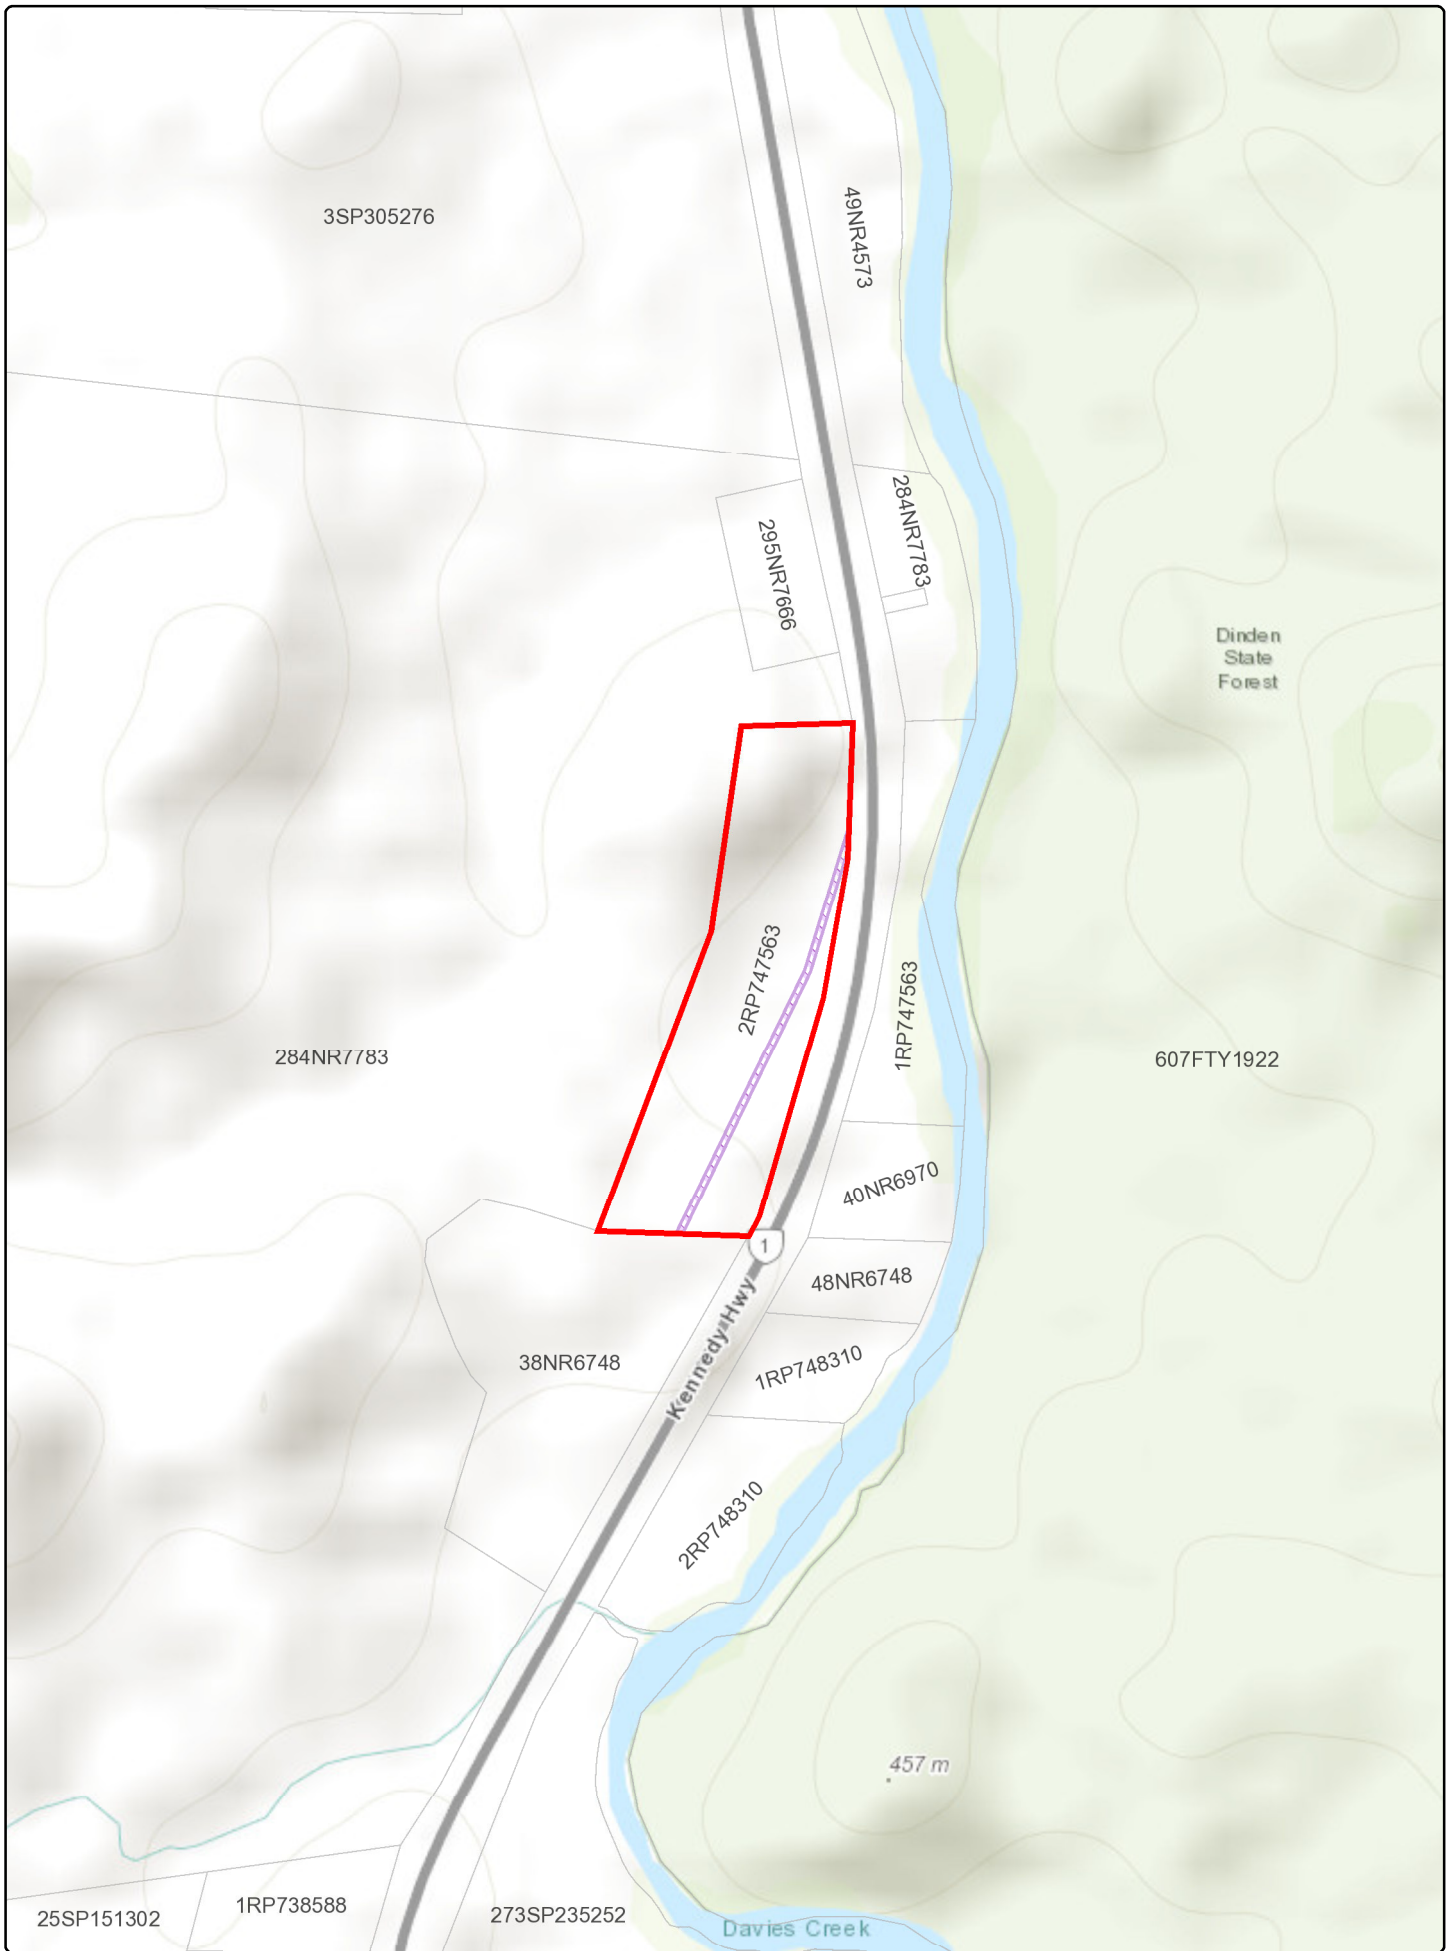 3SP305276
49NR4573
284NR7783
295NR7666
Dinden
State
Forest
2RP747563
1RP747563
284NR7783
607FTY1922
40NR6970
1
48NR6748
Kennedy Hwy
38NR6748
1RP748310
2RP748310
457 m
1RP738588
25SP151302
273SP235252
Davies Creek